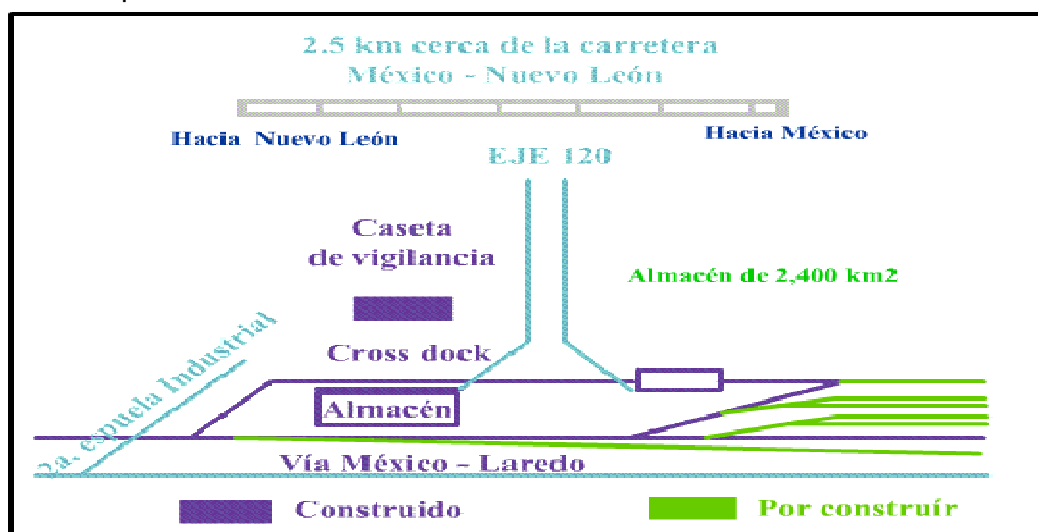 2.5 km cerca de la carretera
México - Nuevo León
Hacia Nuevo León
Hacia México
EJE 120
Caseta
de vigilancia
Almacén de 2,400 km2
Cross dock
2a. espuela Industrial
Almacén
Vía México - Laredo
Construido
Por construír